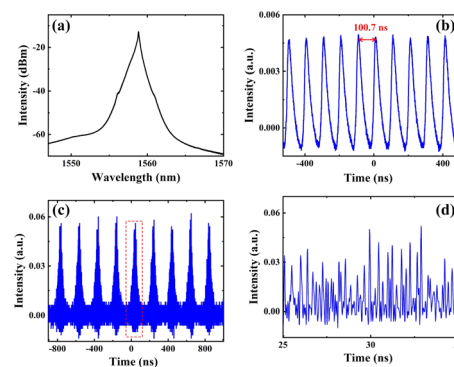 (a)
-20
-40
-60
Intensity (dBm)
1550
1560
1570
Wavelength (nm)
(b)
100.7 ns
0.006
0.003
0.000
Intensity (a.u.)
-400
0
400
Time (ns)
(c)
0.06
0.03
0.00
Intensity (a.u.)
-800
-400
0
400
800
Time (ns)
(d)
0.06
0.03
0.00
Intensity (a.u.)
25
30
Time (ns)